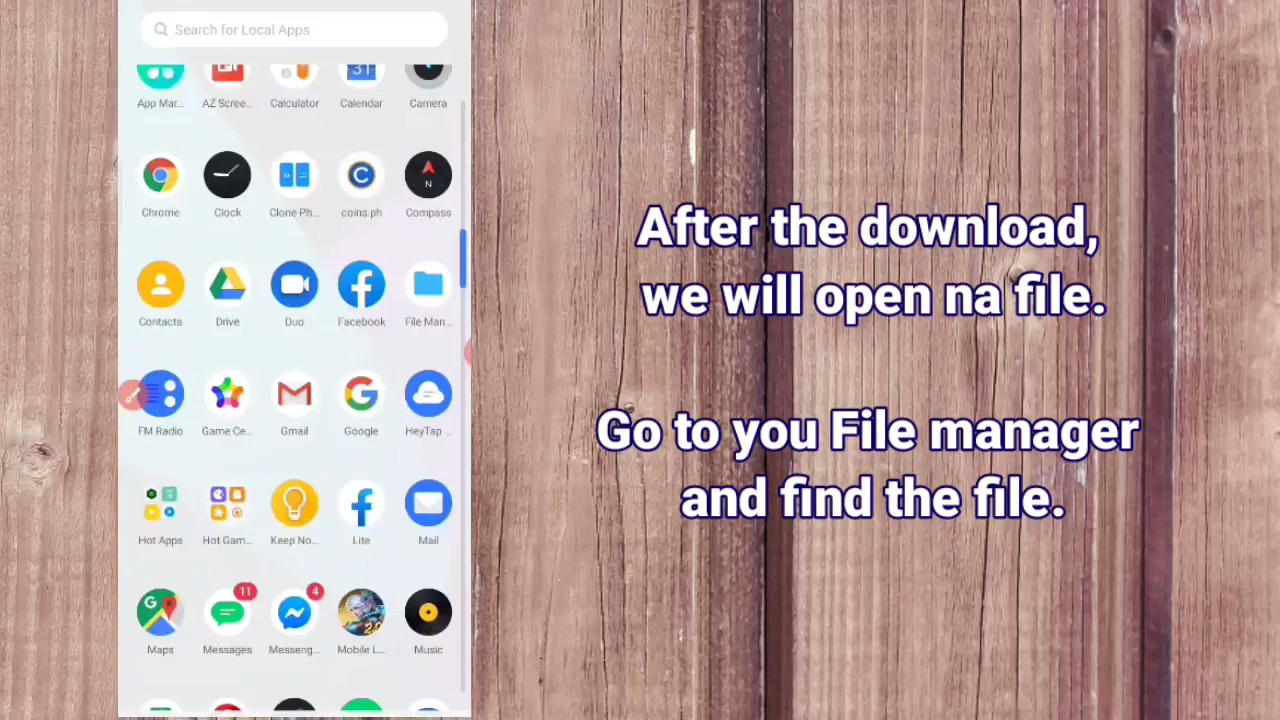 Search for Local Apps
31
App Mar...
AZ Scree...
Calculator
Calendar
Camera
N
Chrome
Clock
Clone Ph...
coins.ph
Compass
Contacts
Drive
Duo
Facebook
File Man...
FM Radio
Game Ce...
Gmail
Google
HeyTap ...
Hot Apps
Hot Gam...
Keep No...
Lite
Mail
11
4
Maps
Messages
Messeng...
Mobile L...
Music
After the download,
we will open na file.
Go to you File manager
and find the file.